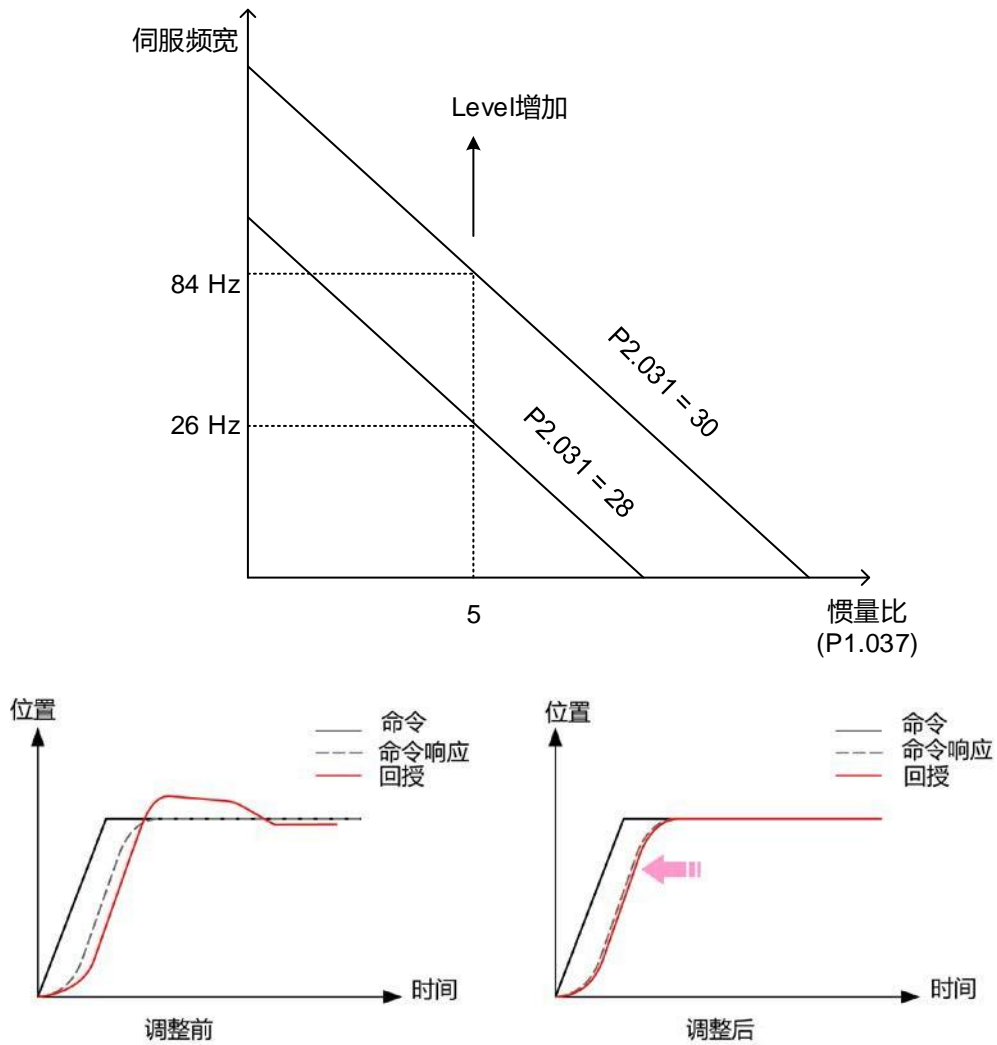 伺服频宽
Level增加
84 Hz
P2.031 = 30
26 Hz
P2.031 = 28
5
惯量比
(P1.037)
位置
命令
命令响应
回授
时间
调整前
位置
命令
命令响应
回授
时间
调整后